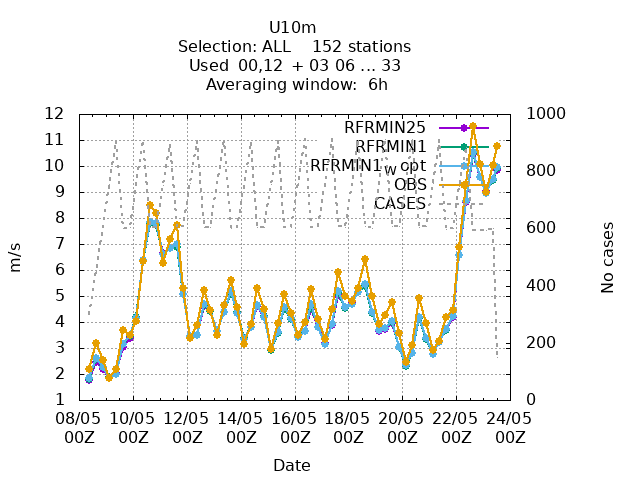 U10m
Selection: ALL 152 stations
Used 00,12 + 03 06 ... 33
Averaging window: 6h
m/s
12
11
10
9
8
7
6
5
4
3
2
1
RFRMIN25
RFRMIN1
RFRMIN1w opt
OBS
CASES
1000
800
600
400
200
0
No cases
08/05 10/05 12/05 14/05 16/05 18/05 20/05 22/05 24/05
00Z 00Z 00Z 00Z 00Z 00Z 00Z 00Z 00Z
Date